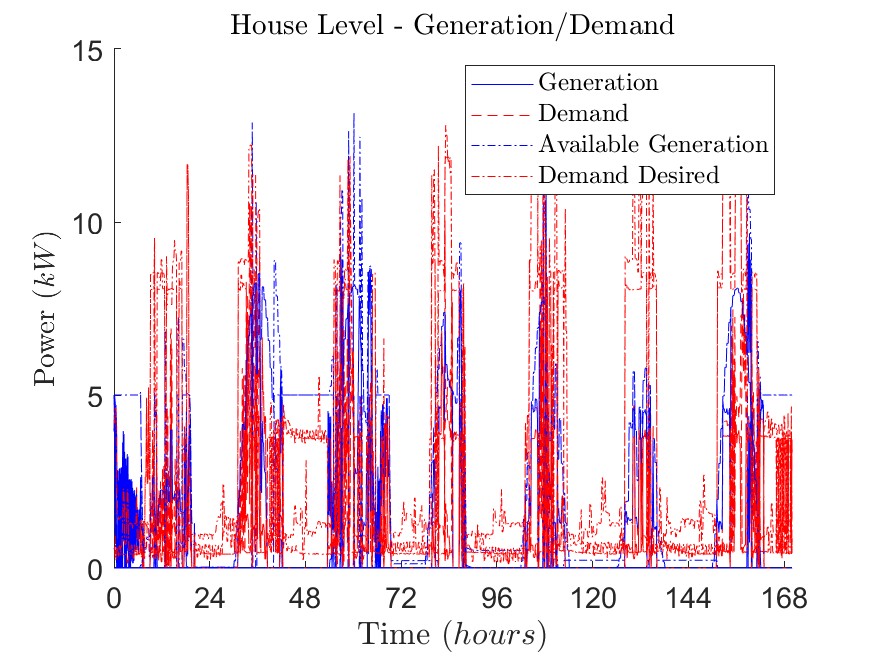 House Level - Generation/Demand
15
Generation
Demand
Available Generation
Demand Desired
10
Power (kW)
5
0
0 24 48 72 96 120 144 168
Time (hours)